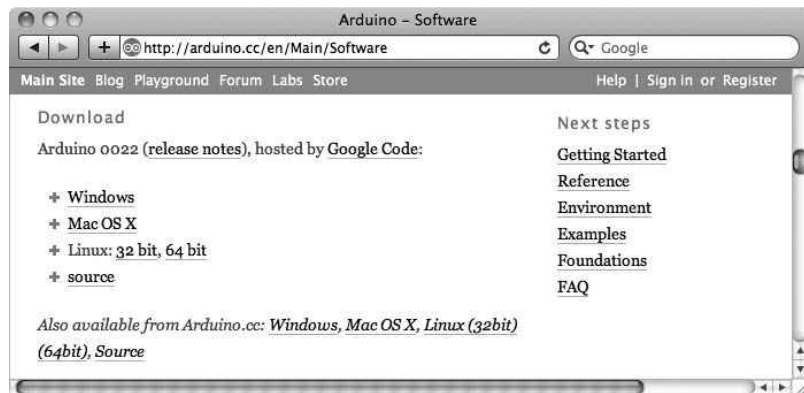 Arduino – Software
http://arduino.cc/en/Main/Software
Google
Main Site Blog Playground Forum Labs Store
Help | Sign in or Register
Download
Arduino 0022 (release notes), hosted by Google Code:
Windows
Mac OS X
Linux: 32 bit, 64 bit
source
Also available from Arduino.cc: Windows, Mac OS X, Linux (32bit)
(64bit), Source
Next steps
Getting Started
Reference
Environment
Examples
Foundations
FAQ